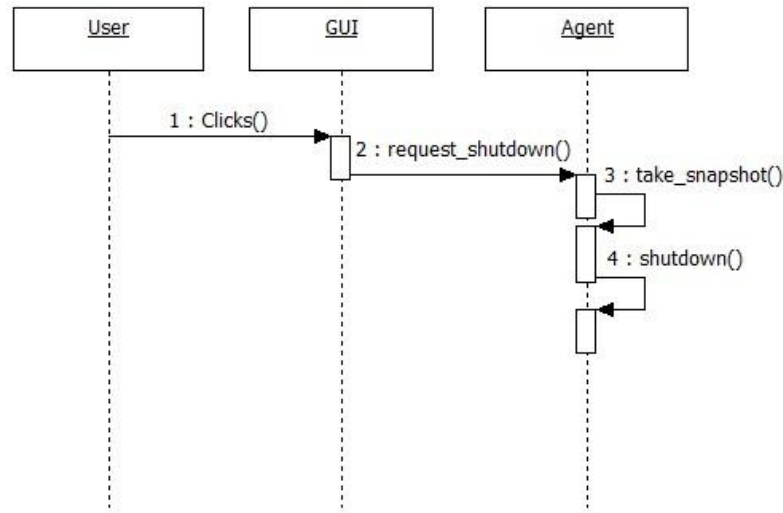 User
GUI
Agent
1 : Clicks()
2 : request_shutdown()
3 : take_snapshot()
4 : shutdown()